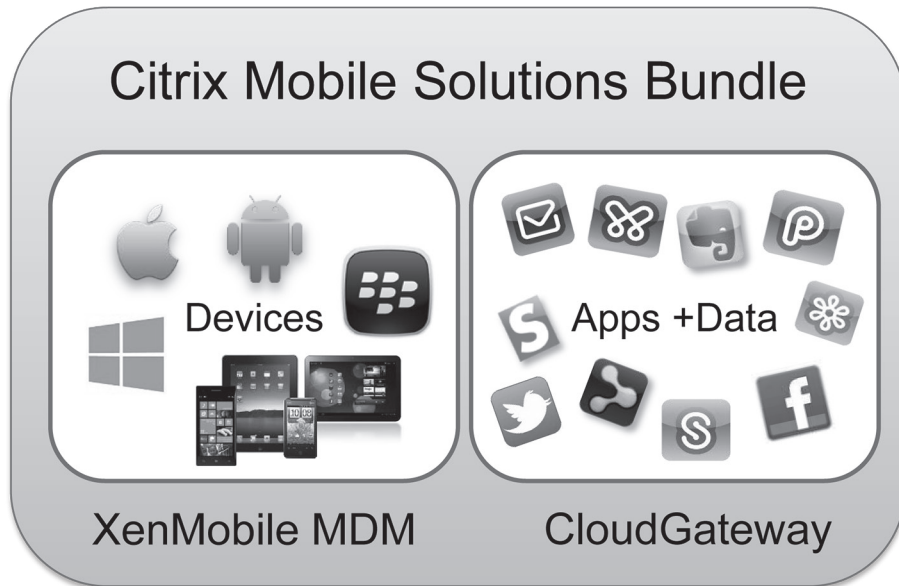 Citrix Mobile Solutions Bundle
Devices
Apps +Data
XenMobile MDM
CloudGateway